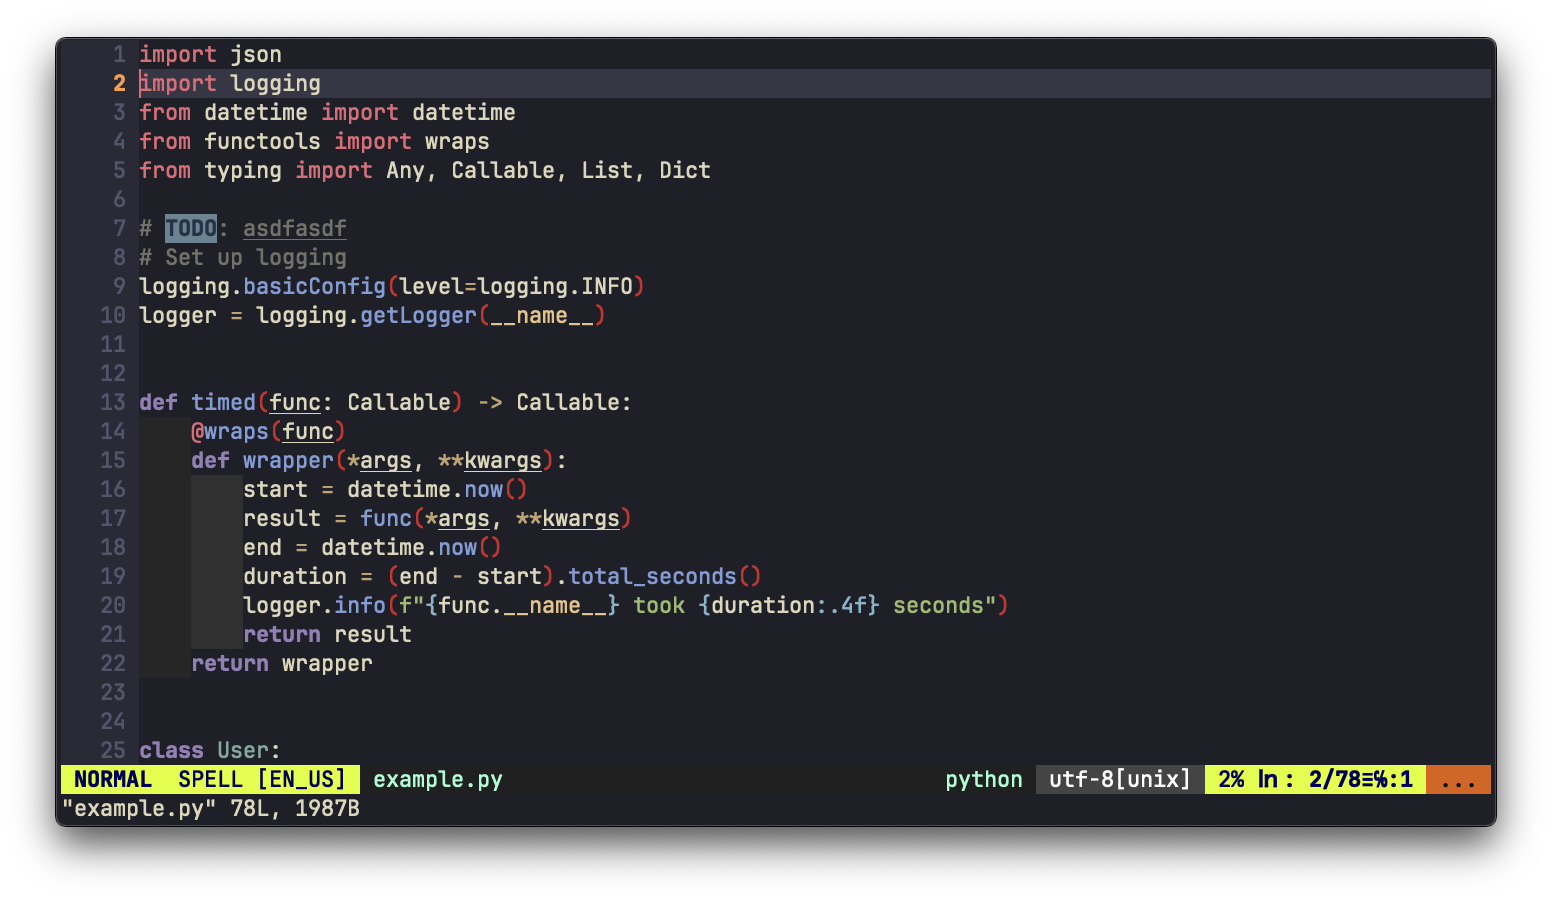 1 import json
2 import logging
3 from datetime import datetime
4 from functools import wraps
5 from typing import Any, Callable, List, Dict
6
7 # TODO: asdfasdf
8 # Set up logging
9 logging.basicConfig(level=logging.INFO)
10 logger = logging.getLogger(__name__)
11
12
13 def timed(func: Callable) -> Callable:
14     @wraps(func)
15     def wrapper(*args, **kwargs):
16         start = datetime.now()
17         result = func(*args, **kwargs)
18         end = datetime.now()
19         duration = (end - start).total_seconds()
20         logger.info(f"{func.__name__} took {duration:.4f} seconds")
21         return result
22     return wrapper
23
24
25 class User:
NORMAL  SPELL [EN_US]  example.py  python  utf-8[unix]  2% ln : 2/78≡℅:1  ...
"example.py" 78L, 1987B